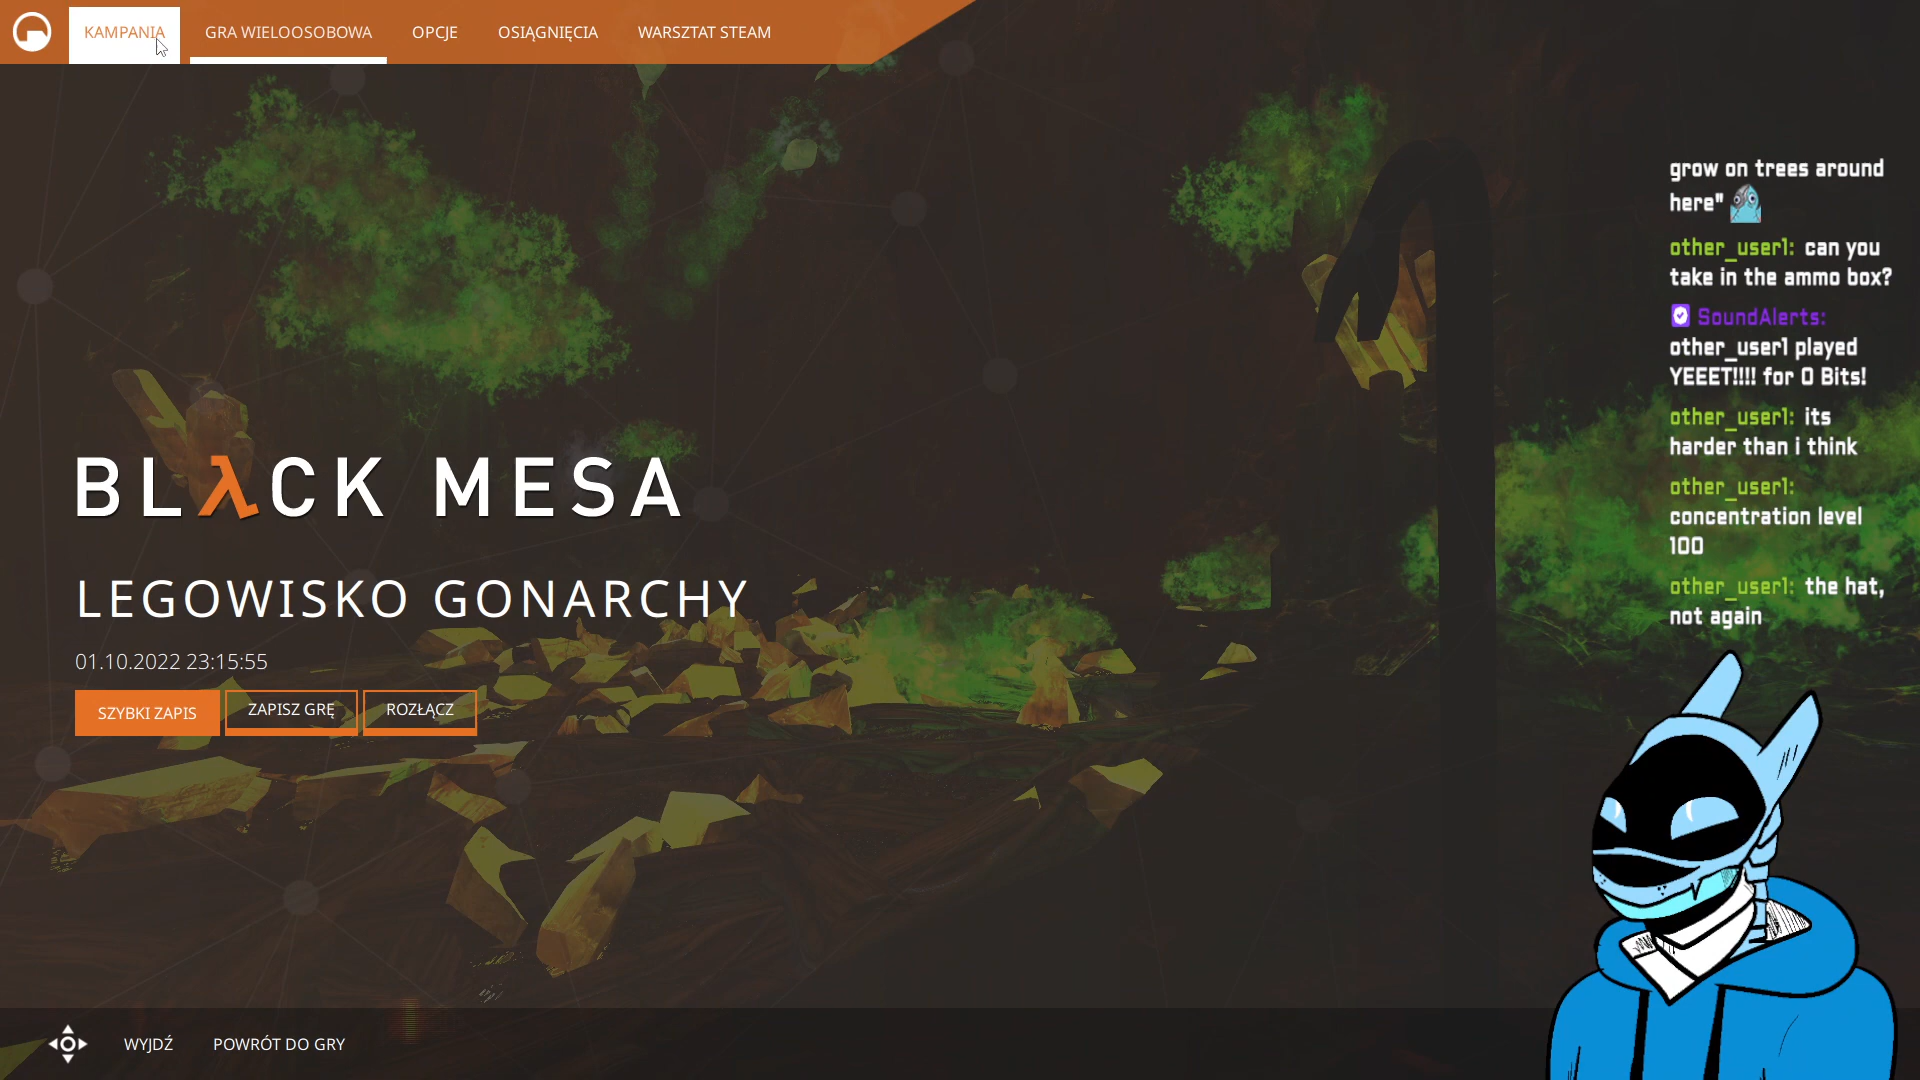 KAMPANIA GRA WIELOOSOBOWA OPCJE OSIĄGNIĘCIA WARSZTAT STEAM
BLλCK MESA
LEGOWISKO GONARCHY
01.10.2022 23:15:55
SZYBKI ZAPIS ZAPISZ GRĘ ROZŁĄCZ
WYJDŹ POWRÓT DO GRY
grow on trees around
here"
other_user1: can you
take in the ammo box?
SoundAlerts:
other_user1 played
YEEET!!!! for 0 Bits!
other_user1: its
harder than i think
other_user1:
concentration level
100
other_user1: the hat,
not again